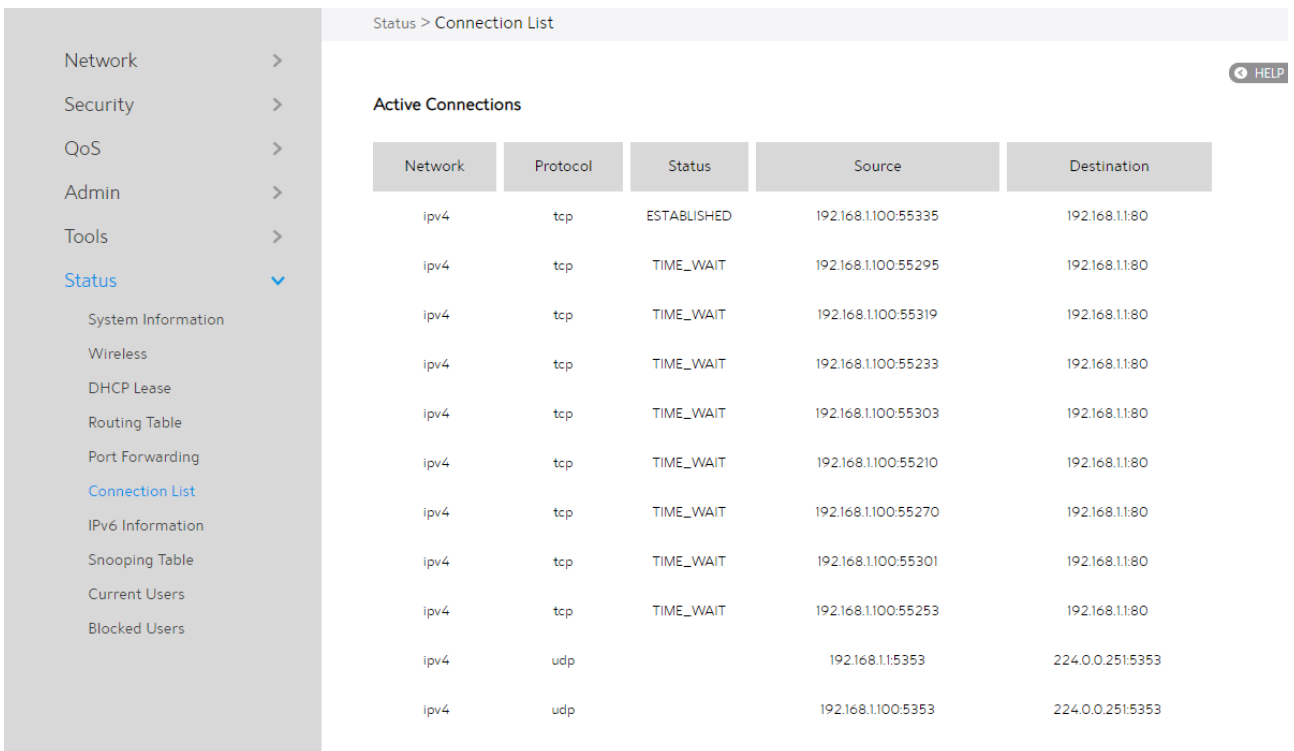 Status > Connection List
Network
Security
QoS
Admin
Tools
Status
System Information
Wireless
DHCP Lease
Routing Table
Port Forwarding
Connection List
IPv6 Information
Snooping Table
Current Users
Blocked Users
HELP
Active Connections
Network Protocol Status Source Destination
ipv4 tcp ESTABLISHED 192.168.1.100:55335 192.168.1.1:80
ipv4 tcp TIME_WAIT 192.168.1.100:55295 192.168.1.1:80
ipv4 tcp TIME_WAIT 192.168.1.100:55319 192.168.1.1:80
ipv4 tcp TIME_WAIT 192.168.1.100:55233 192.168.1.1:80
ipv4 tcp TIME_WAIT 192.168.1.100:55303 192.168.1.1:80
ipv4 tcp TIME_WAIT 192.168.1.100:55210 192.168.1.1:80
ipv4 tcp TIME_WAIT 192.168.1.100:55270 192.168.1.1:80
ipv4 tcp TIME_WAIT 192.168.1.100:55301 192.168.1.1:80
ipv4 tcp TIME_WAIT 192.168.1.100:55253 192.168.1.1:80
ipv4 udp 192.168.1.1:5353 224.0.0.251:5353
ipv4 udp 192.168.1.100:5353 224.0.0.251:5353